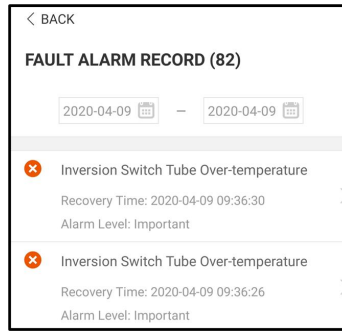 BACK
FAULT ALARM RECORD (82)
2020-04-09 – 2020-04-09
Inversion Switch Tube Over-temperature
Recovery Time: 2020-04-09 09:36:30
Alarm Level: Important
Inversion Switch Tube Over-temperature
Recovery Time: 2020-04-09 09:36:26
Alarm Level: Important